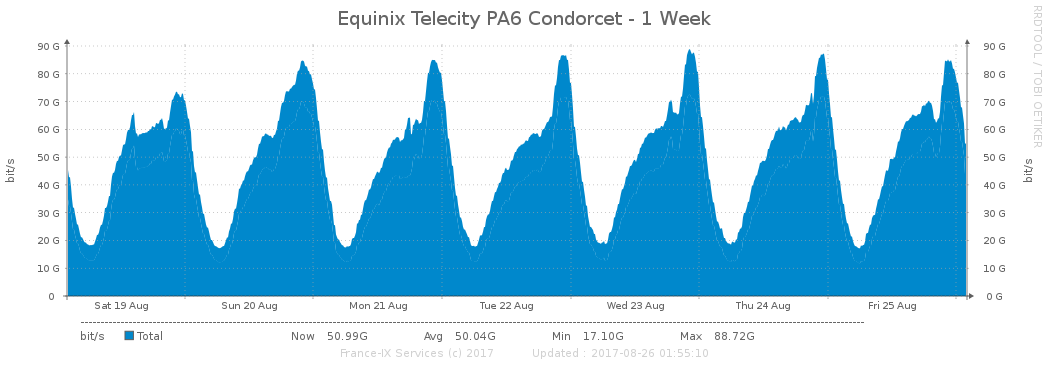 Equinix Telecity PA6 Condorcet - 1 Week
RRDTOOL / TOBI OETIKER
bit/s
90 G 90 G
80 G 80 G
70 G 70 G
60 G 60 G
50 G 50 G
40 G 40 G
30 G 30 G
20 G 20 G
10 G 10 G
0 0 G
bit/s
Sat 19 Aug Sun 20 Aug Mon 21 Aug Tue 22 Aug Wed 23 Aug Thu 24 Aug Fri 25 Aug
bit/s Total Now 50.99G Avg 50.04G Min 17.10G Max 88.72G
France-IX Services (c) 2017 Updated : 2017-08-26 01:55:10